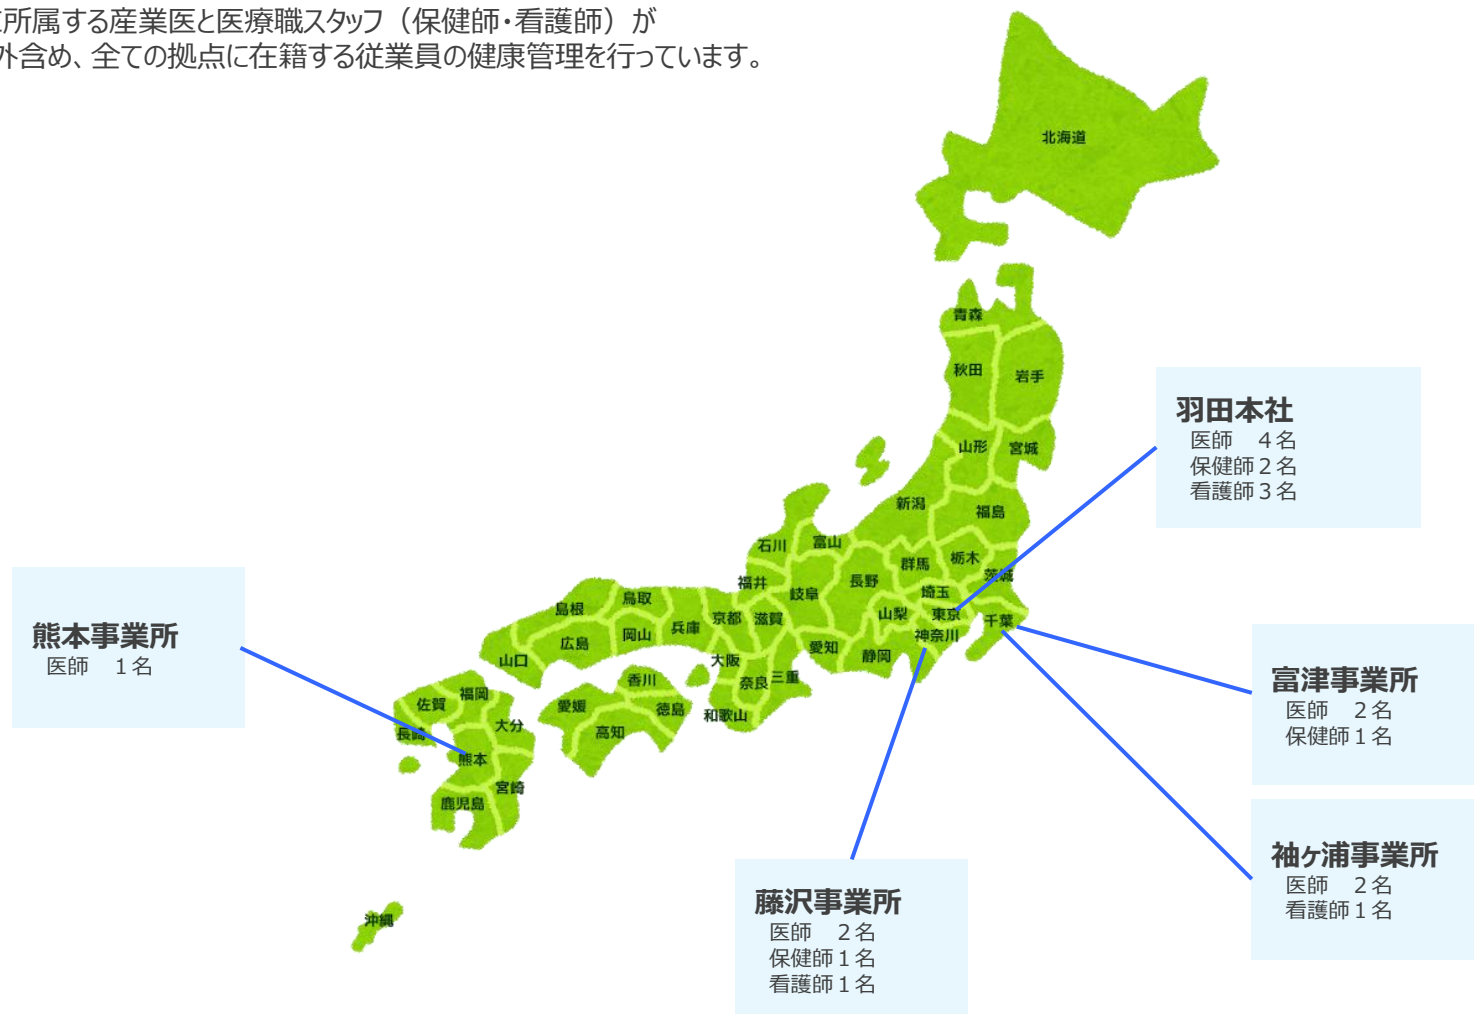 所属する産業医と医療職スタッフ（保健師・看護師）が
外含め、全ての拠点に在籍する従業員の健康管理を行っています。
北海道
青森
秋田
岩手
山形
宮城
新潟
福島
石川
富山
群馬
栃木
茨城
福井
岐阜
長野
埼玉
山梨
東京
千葉
神奈川
島根
鳥取
京都
滋賀
兵庫
岡山
広島
愛知
静岡
山口
大阪
奈良
三重
和歌山
香川
徳島
愛媛
高知
佐賀
福岡
長崎
大分
熊本
宮崎
鹿児島
沖縄
羽田本社
医師　4名
保健師2名
看護師3名
熊本事業所
医師　1名
富津事業所
医師　2名
保健師1名
袖ヶ浦事業所
医師　2名
看護師1名
藤沢事業所
医師　2名
保健師1名
看護師1名